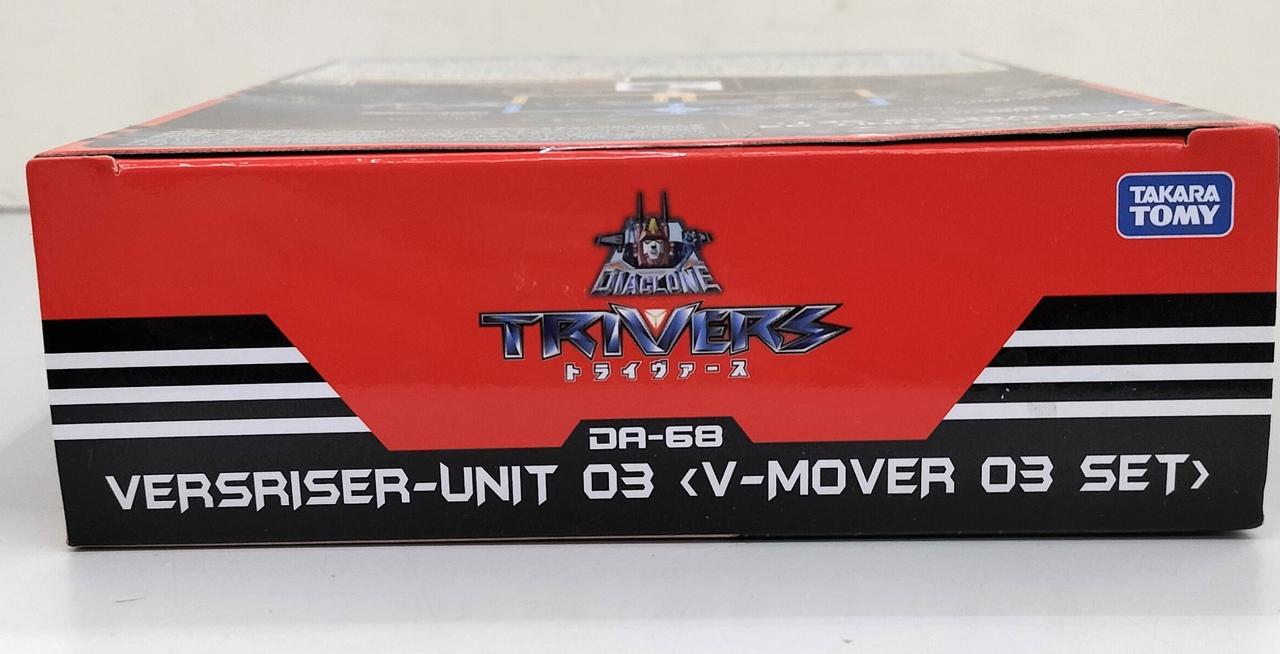 TAKARA
TOMY
DIACLONE
TRIVERS
トライヴァース
DA-68
VERSRISER-UNIT 03 <V-MOVER 03 SET>